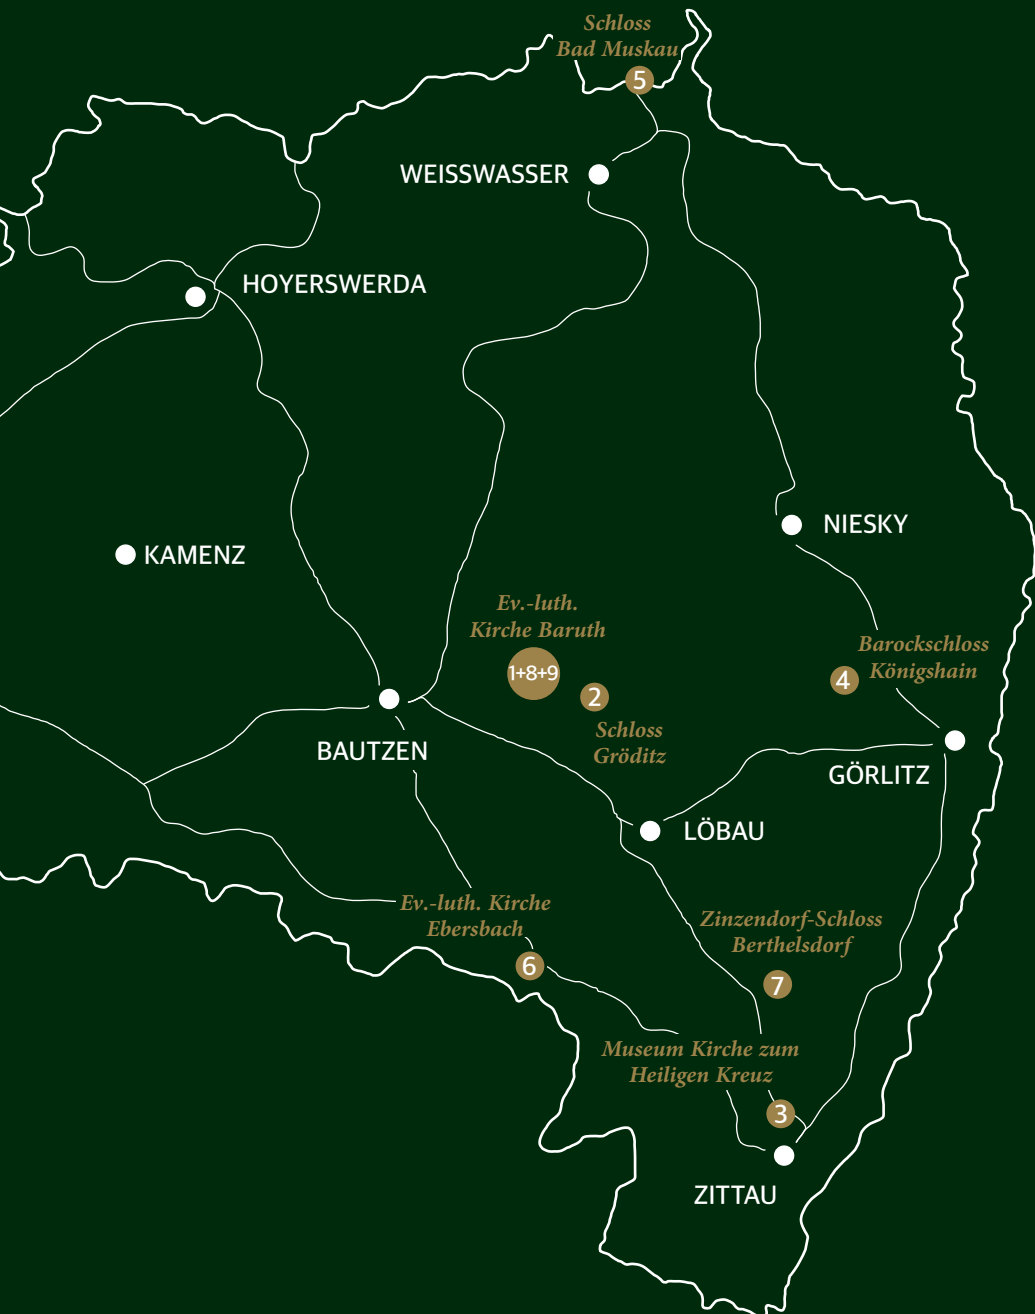 Schloss
Bad Muskau
5
WEISSWASSER
HOYERSWERDA
NIESKY
KAMENZ
Ev.-luth.
Kirche Baruth
1+8+9
2
Schloss
Gröditz
Barockschloss
Königshain
4
BAUTZEN
GÖRLITZ
LÖBAU
Ev.-luth. Kirche
Ebersbach
6
Zinzendorf-Schloss
Berthelsdorf
7
Museum Kirche zum
Heiligen Kreuz
3
ZITTAU